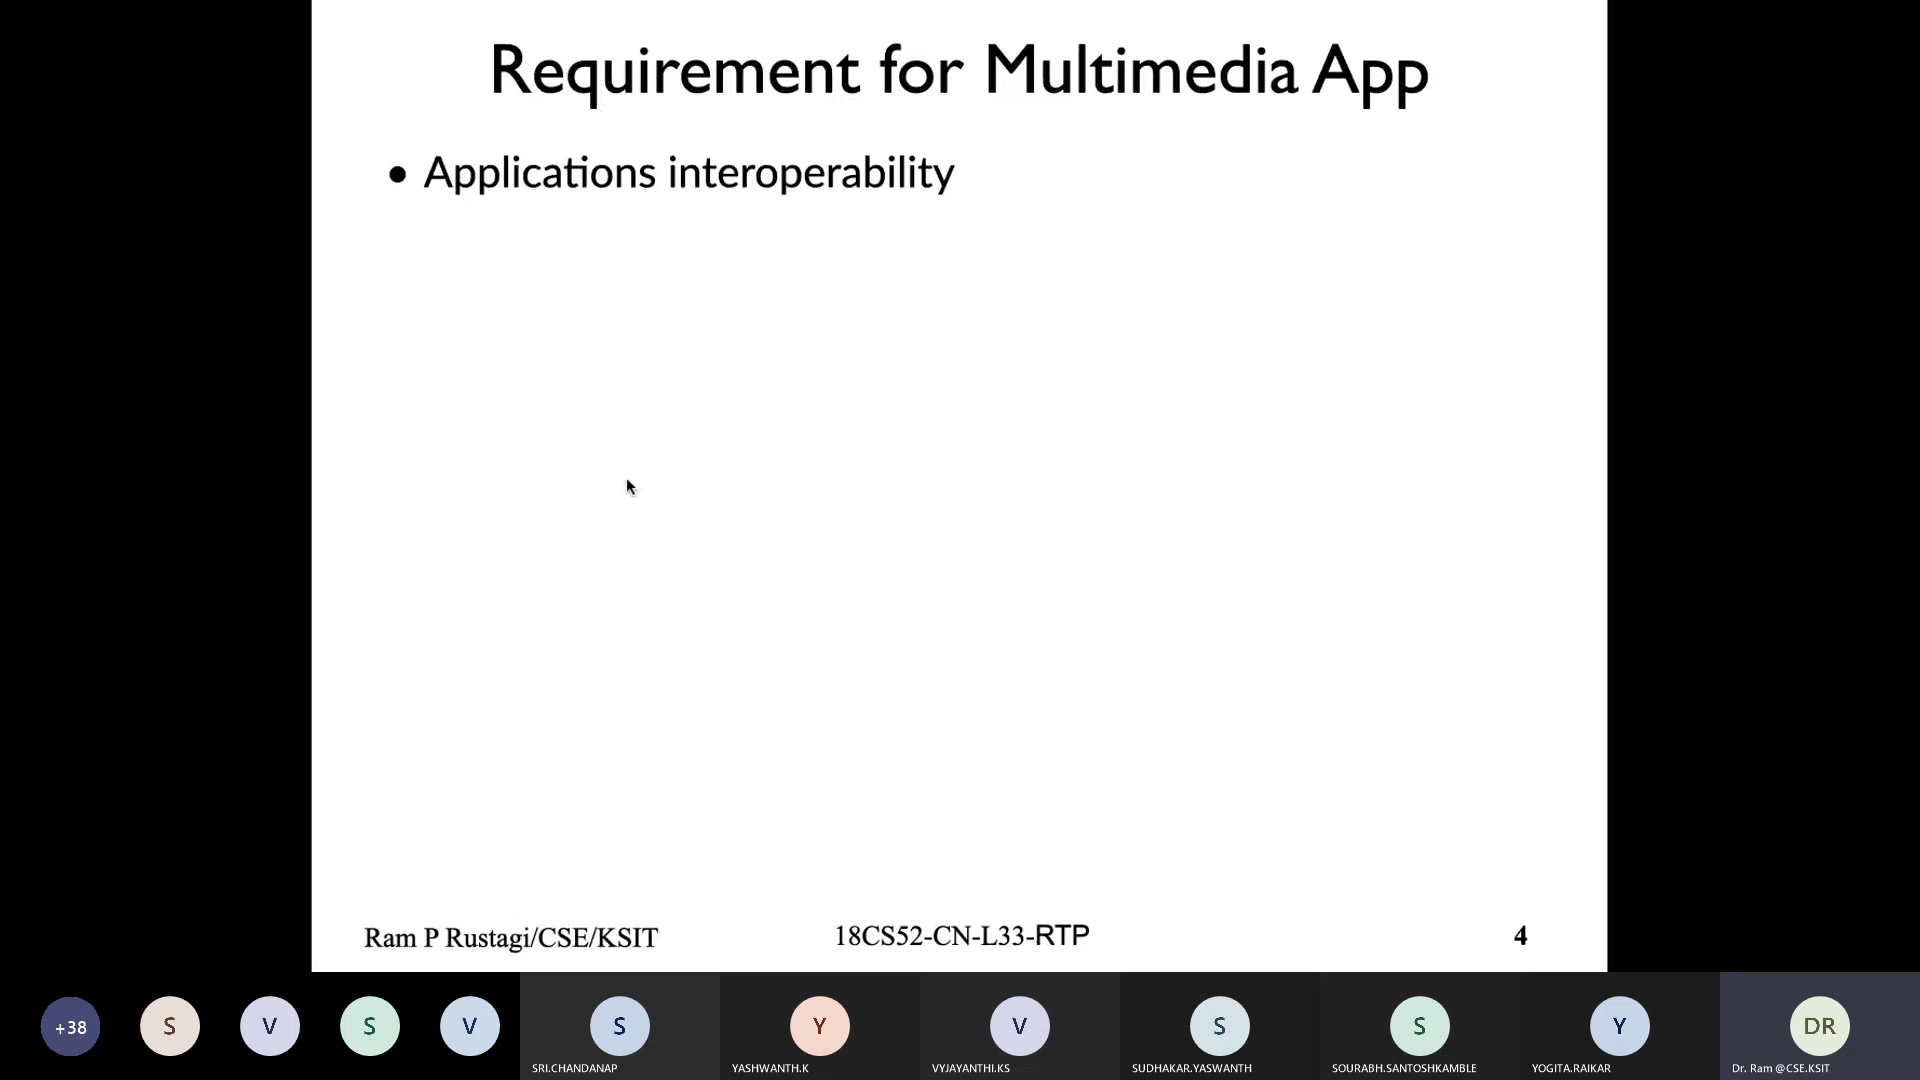 Requirement for Multimedia App
• Applications interoperability
Ram P Rustagi/CSE/KSIT 18CS52-CN-L33-RTP 4
+38 S V S V S Y V S S Y DR
SRI.CHANDANAP YASHWANTH.K VYJAYANTHI.KS SUDHAKAR.YASWANTH SOURABH.SANTOSHKAMBLE YOGITA.RAIKAR Dr. Ram @CSE.KSIT